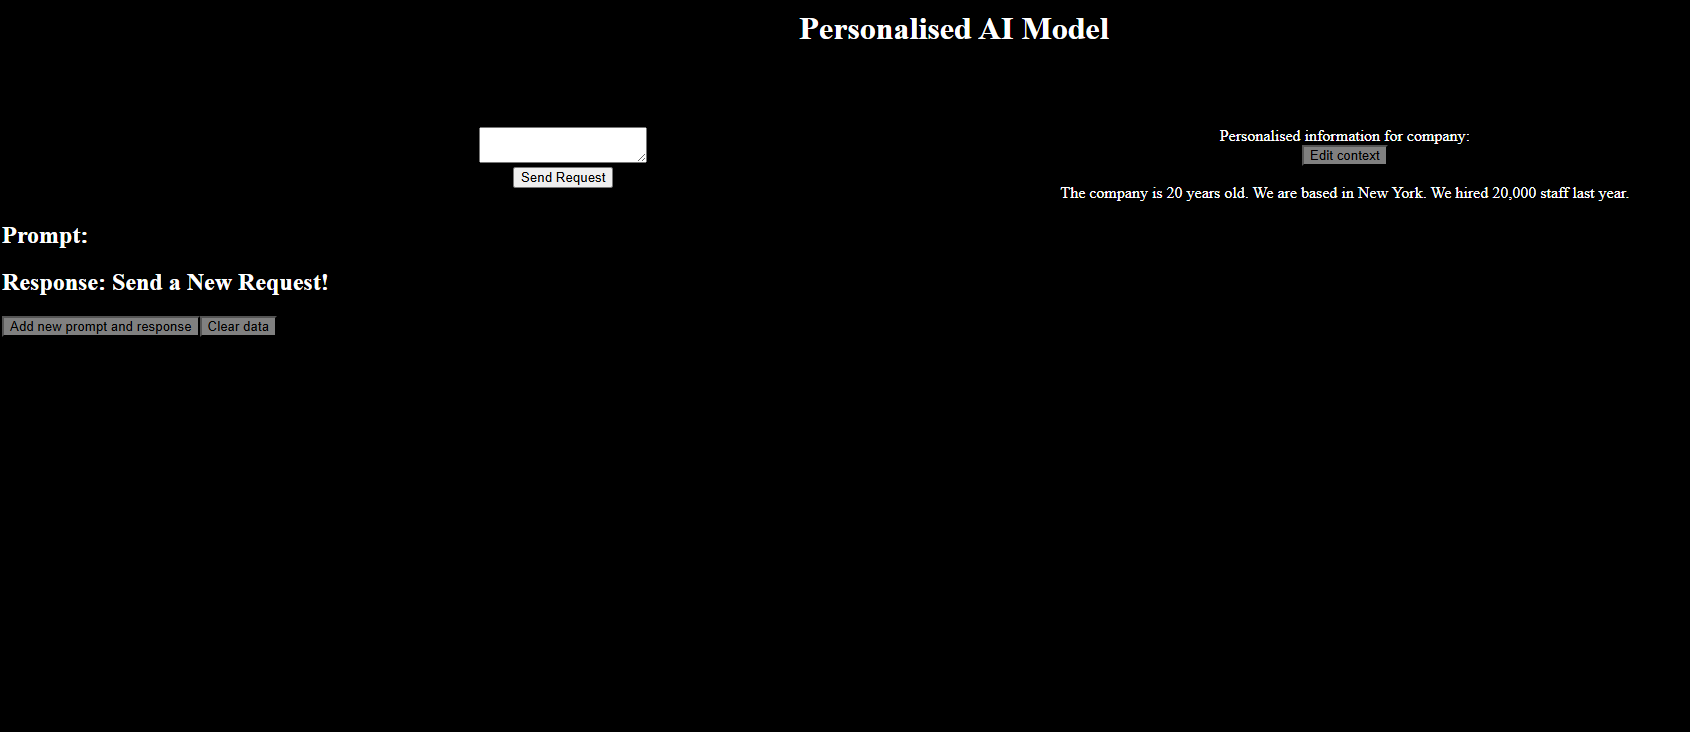 Personalised AI Model
Send Request
Personalised information for company:
Edit context
The company is 20 years old. We are based in New York. We hired 20,000 staff last year.
Prompt:
Response: Send a New Request!
Add new prompt and response Clear data